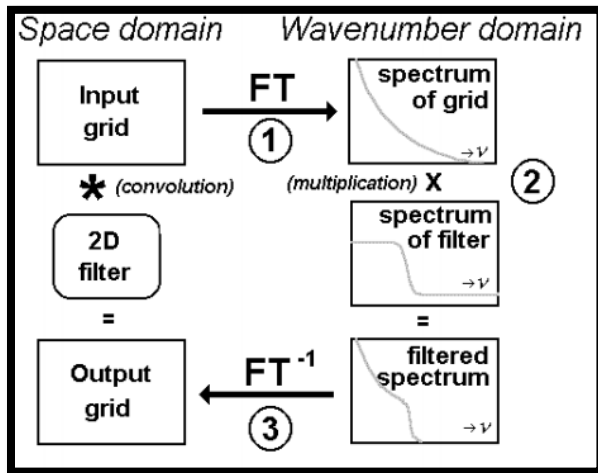 Space domain
Wavenumber domain
Input
grid
FT
1
spectrum
of grid
→ν
* (convolution)
(multiplication) X
2
2D
filter
spectrum
of filter
→ν
=
=
Output
grid
FT⁻¹
3
filtered
spectrum
→ν